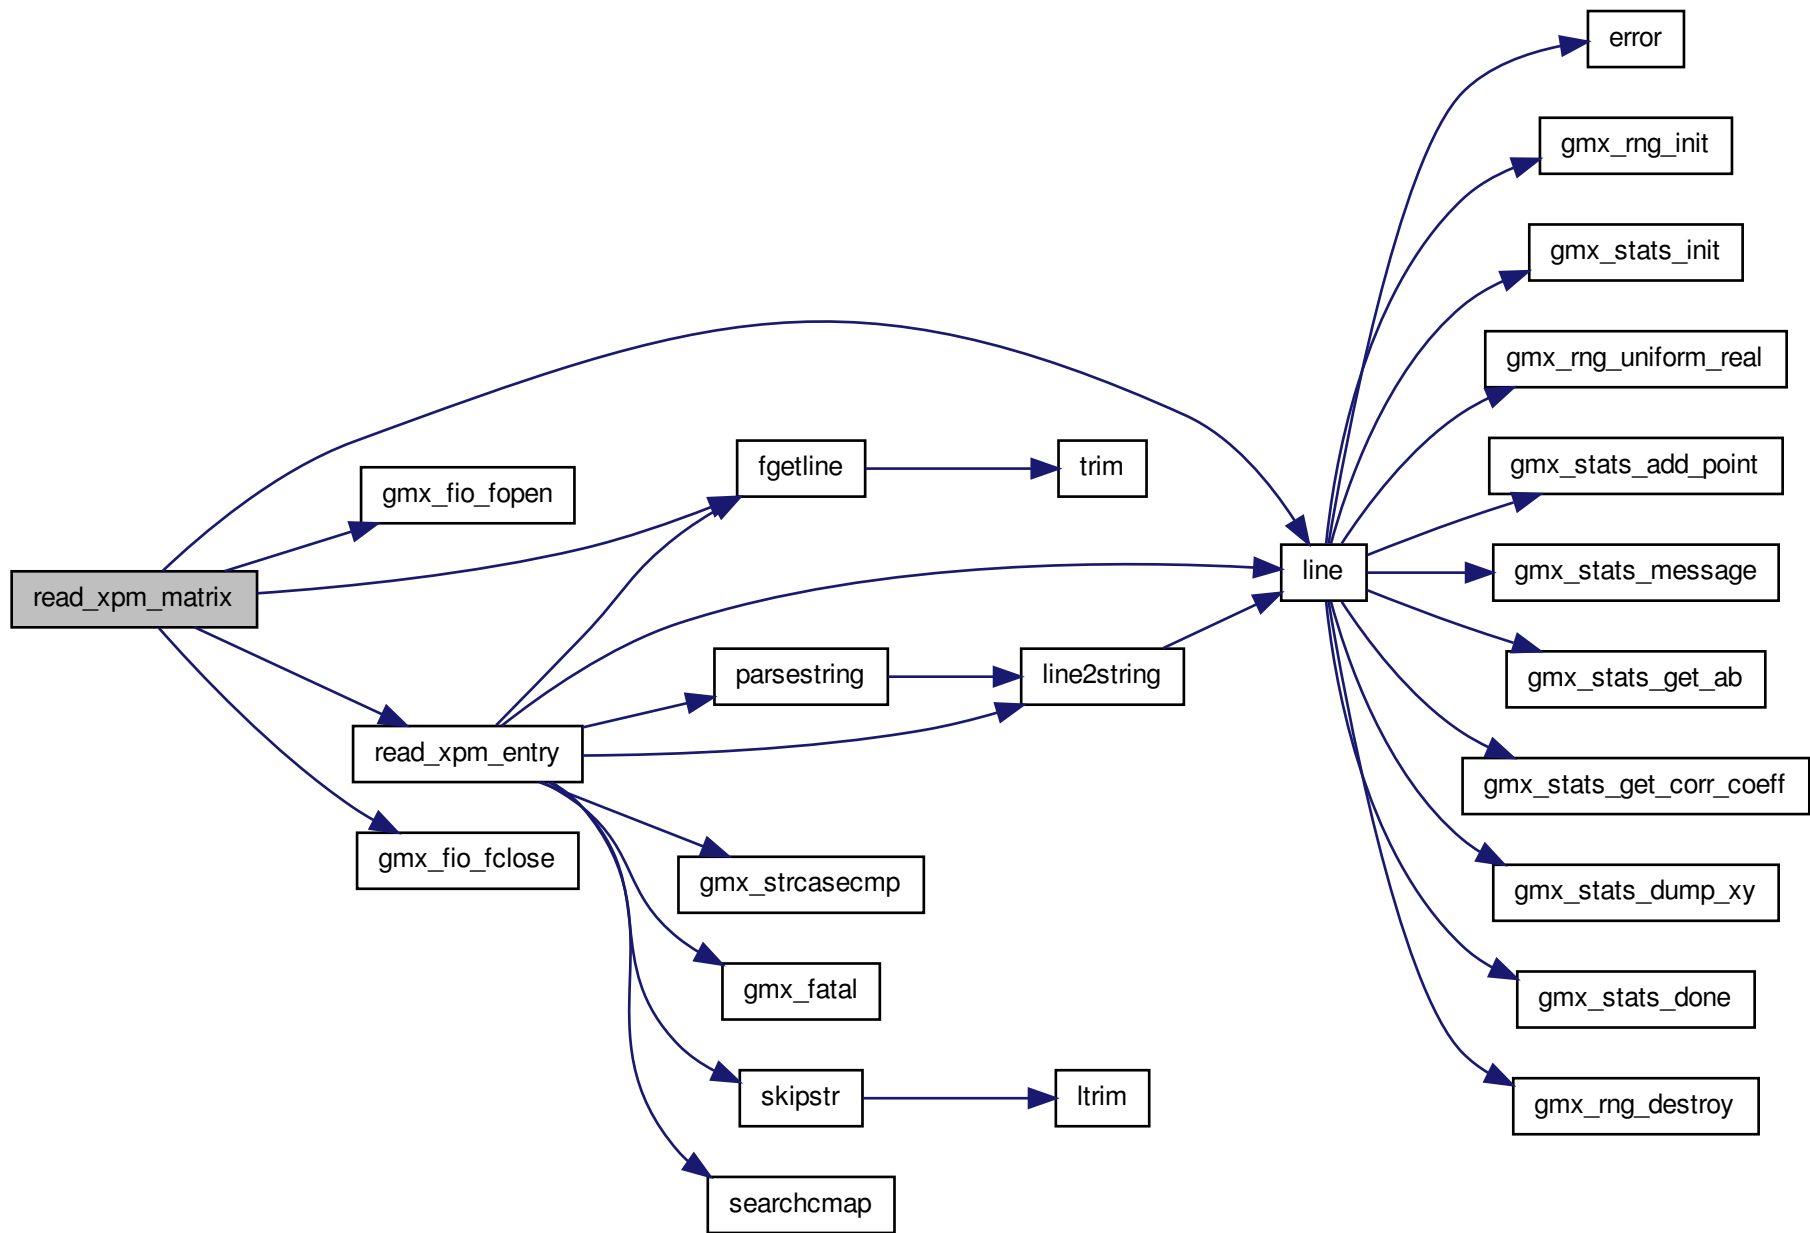 read_xpm_matrix
gmx_fio_fopen
read_xpm_entry
gmx_fio_fclose
fgetline
parsestring
gmx_strcasecmp
gmx_fatal
skipstr
searchcmap
trim
line2string
ltrim
line
error
gmx_rng_init
gmx_stats_init
gmx_rng_uniform_real
gmx_stats_add_point
gmx_stats_message
gmx_stats_get_ab
gmx_stats_get_corr_coeff
gmx_stats_dump_xy
gmx_stats_done
gmx_rng_destroy